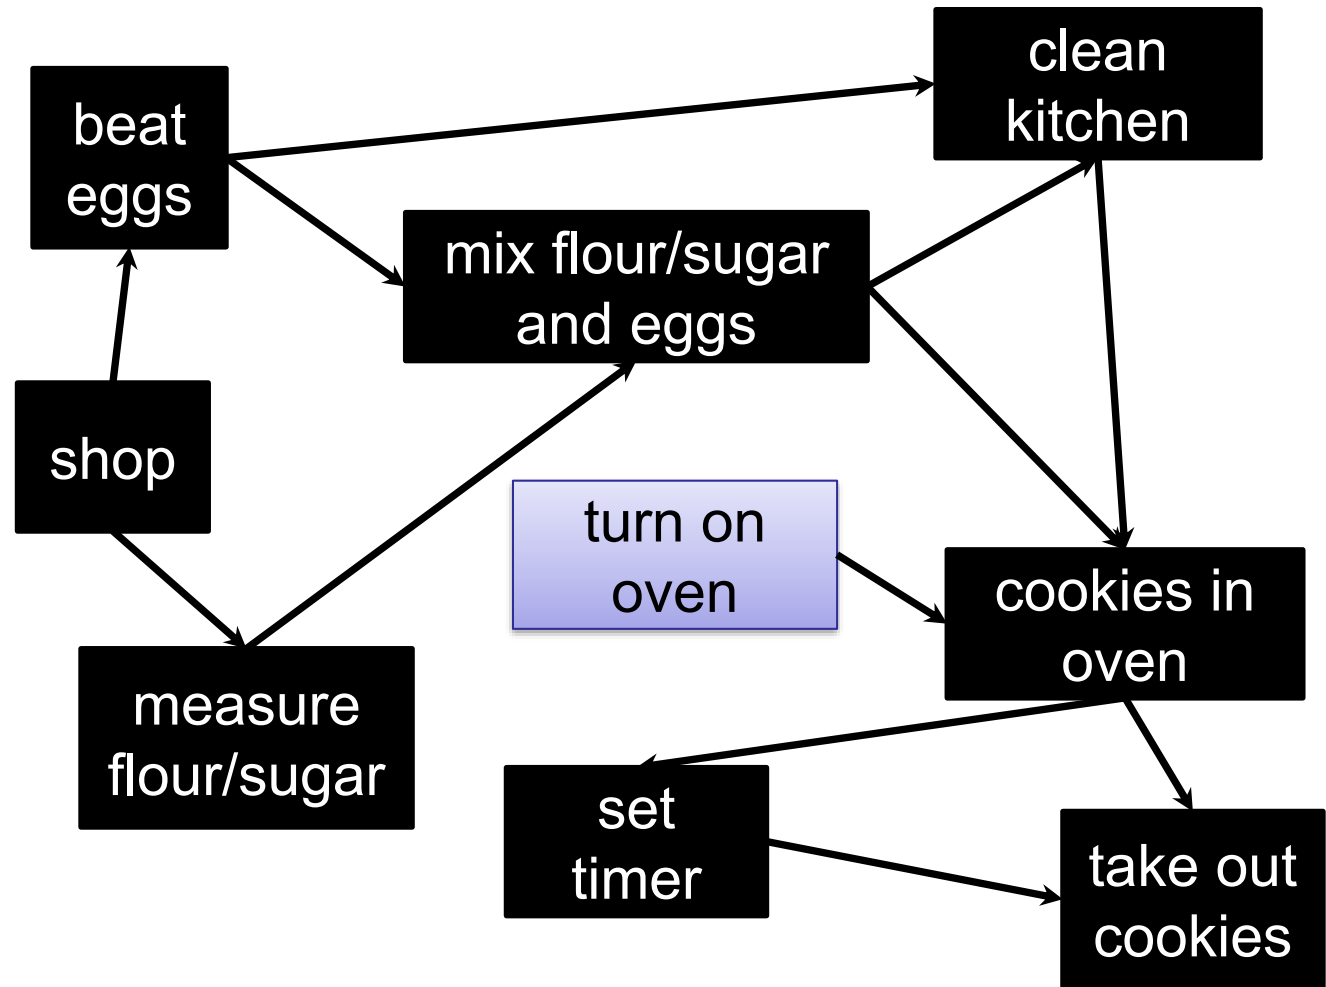 clean
kitchen
beat
eggs
mix flour/sugar
and eggs
shop
turn on
oven
cookies in
oven
measure
flour/sugar
set
timer
take out
cookies